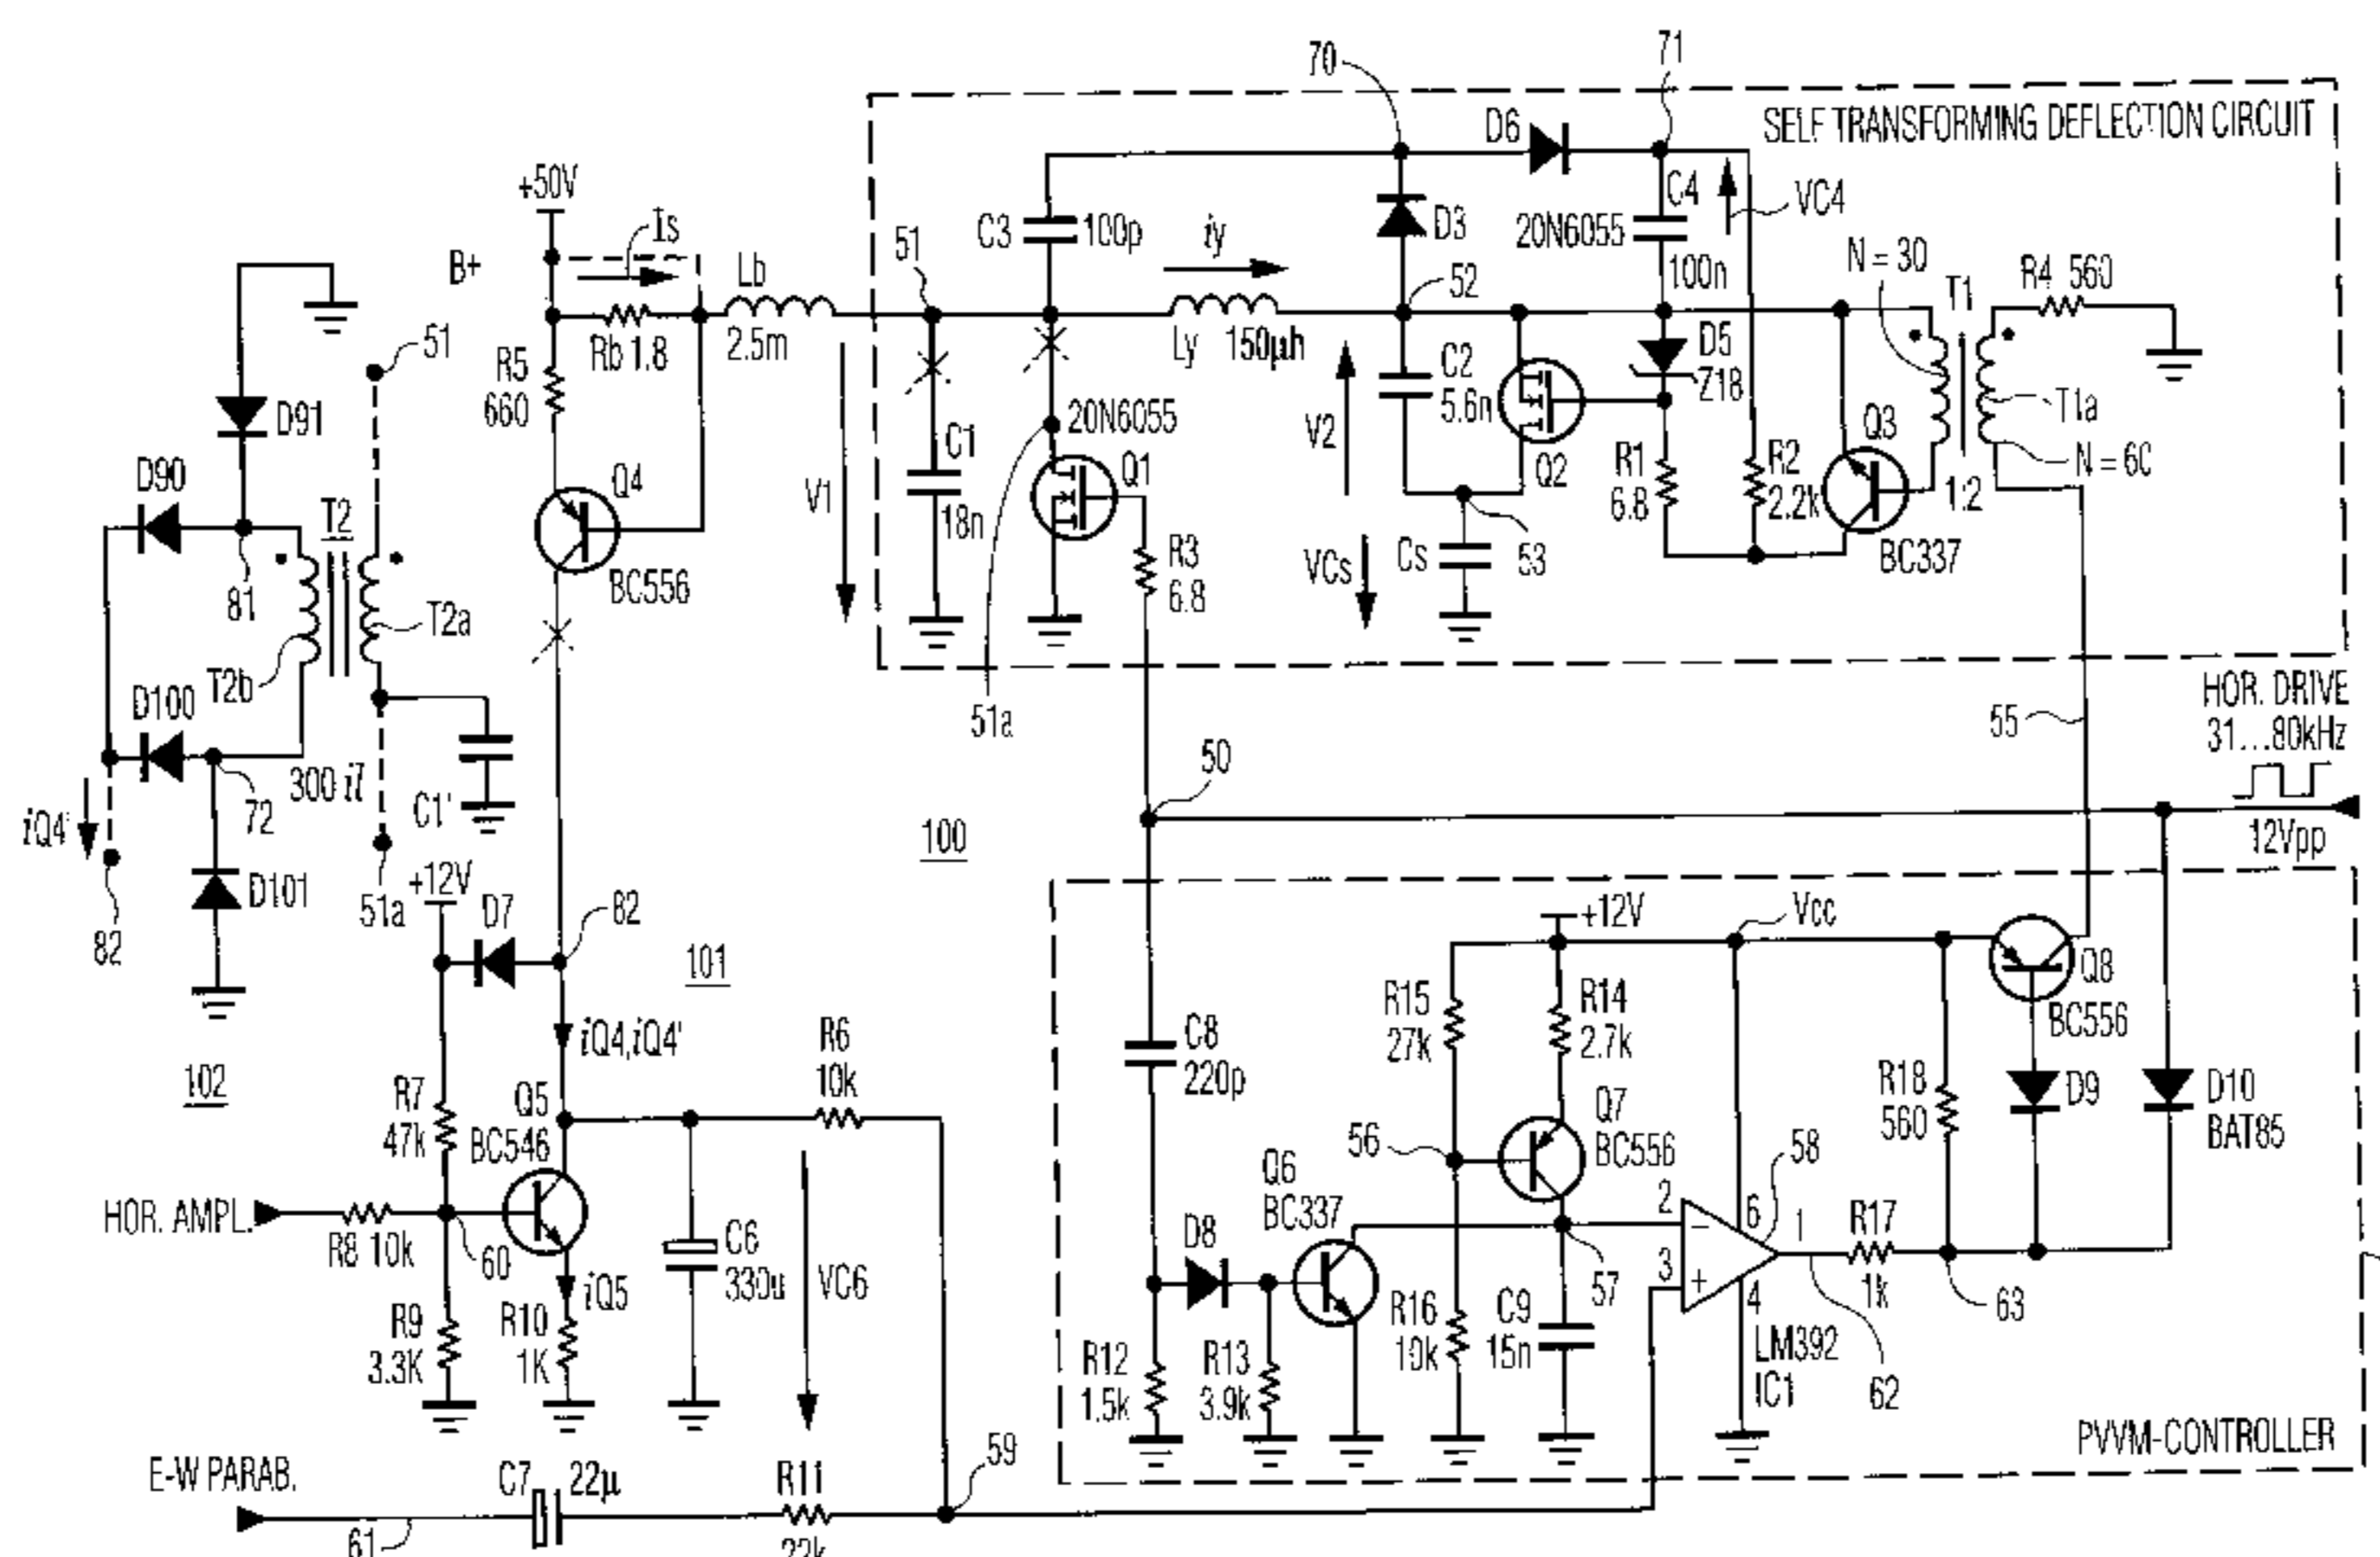 70
71
SELF TRANSFORMING DEFLECTION CIRCUIT
D6
+50V
Is
B+
Lb
51
C3
100p
iy
D3
20N6055
C4
VC4
100n
N = 30
T1
R4 560
52
51
R5
660
Rb 1.8
2.5m
Ly 150µh
C2
5.6n
D5
Z18
T1a
D91
20N6055
C1
18n
Q1
V1
V2
Q2
R1
6.8
R2
2.2k
Q3
N = 60
1:2
BC337
D90
T2
Q4
BC556
R3
6.8
VCs
Cs
53
81
T2a
T2b
D100
51a
HOR. DRIVE
31...80kHz
55
72
300 i7
C1'
50
12Vpp
iQ4'
100
D101
+12V
51a
D7
62
82
101
+12V
Vcc
Q8
BC556
R15
27k
R14
2.7k
iQ4,iQ4'
R6
10k
C8
220p
102
R7
47k
Q5
BC546
R18
560
D9
D10
BAT85
56
Q7
BC556
58
Q6
BC337
2
6
1
R17
1k
HOR. AMPL.
R8 10k
60
C6
330u
VC6
D8
57
3
4
63
iQ5
R9
3.3K
R10
1K
R12
1.5k
R13
3.9k
R16
10k
C9
15n
LM392
IC1
62
PVVM-CONTROLLER
E-W PARAB.
C7
22µ
R11
59
61